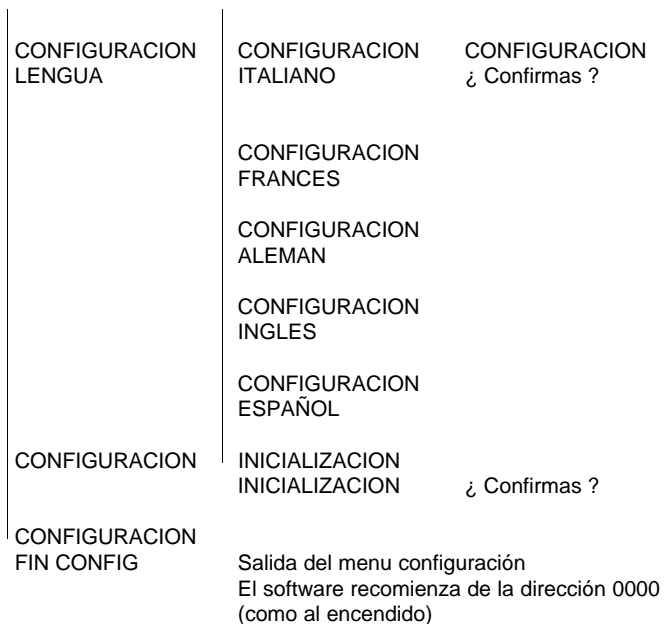 CONFIGURACION CONFIGURACION CONFIGURACION
LENGUA ITALIANO ¿ Confirmas ?
CONFIGURACION
FRANCES
CONFIGURACION
ALEMAN
CONFIGURACION
INGLES
CONFIGURACION
ESPAÑOL
CONFIGURACION INICIALIZACION
INICIALIZACION ¿ Confirmas ?
CONFIGURACION
FIN CONFIG Salida del menu configuración
El software recomienza de la dirección 0000
(como al encendido)